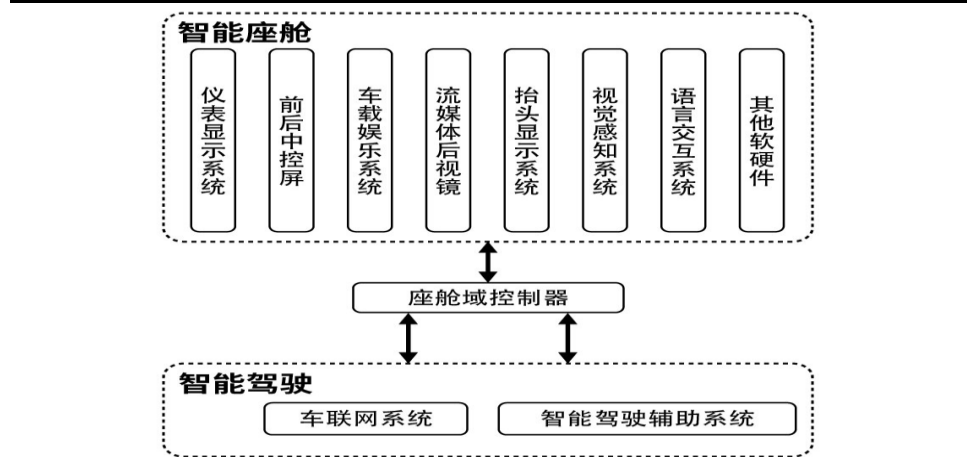 智能座舱
仪表显示系统
前后中控屏
车载娱乐系统
流媒体后视镜
抬头显示系统
视觉感知系统
语言交互系统
其他软硬件
座舱域控制器
智能驾驶
车联网系统
智能驾驶辅助系统